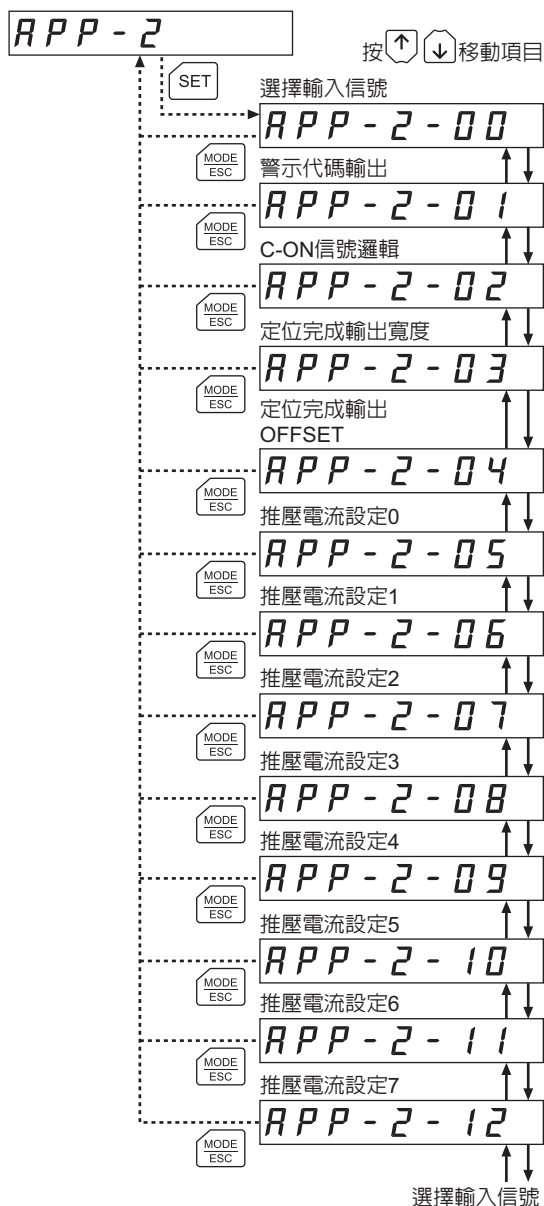 APP-2
按↑↓移動項目
SET
選擇輸入信號
APP-2-00
MODE
ESC
警示代碼輸出
APP-2-01
MODE
ESC
C-ON信號邏輯
APP-2-02
MODE
ESC
定位完成輸出寬度
APP-2-03
MODE
ESC
定位完成輸出
OFFSET
APP-2-04
MODE
ESC
推壓電流設定0
APP-2-05
MODE
ESC
推壓電流設定1
APP-2-06
MODE
ESC
推壓電流設定2
APP-2-07
MODE
ESC
推壓電流設定3
APP-2-08
MODE
ESC
推壓電流設定4
APP-2-09
MODE
ESC
推壓電流設定5
APP-2-10
MODE
ESC
推壓電流設定6
APP-2-11
MODE
ESC
推壓電流設定7
APP-2-12
MODE
ESC
選擇輸入信號